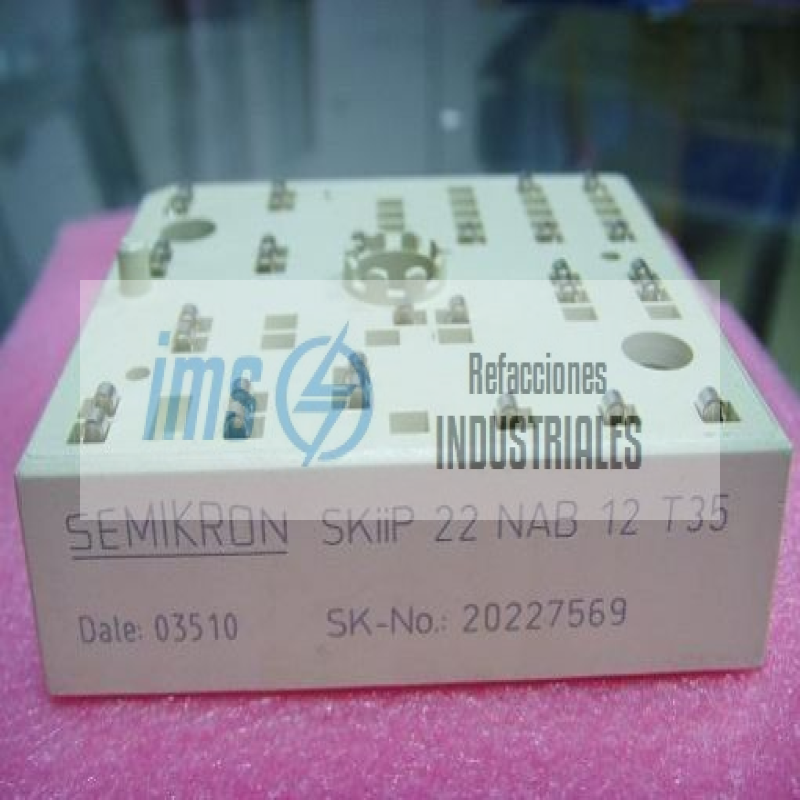 ims
Refacciones
INDUSTRIALES
SEMIKRON SKiiP 22 NAB 12 T35
Date: 03510 SK-No.: 20227569